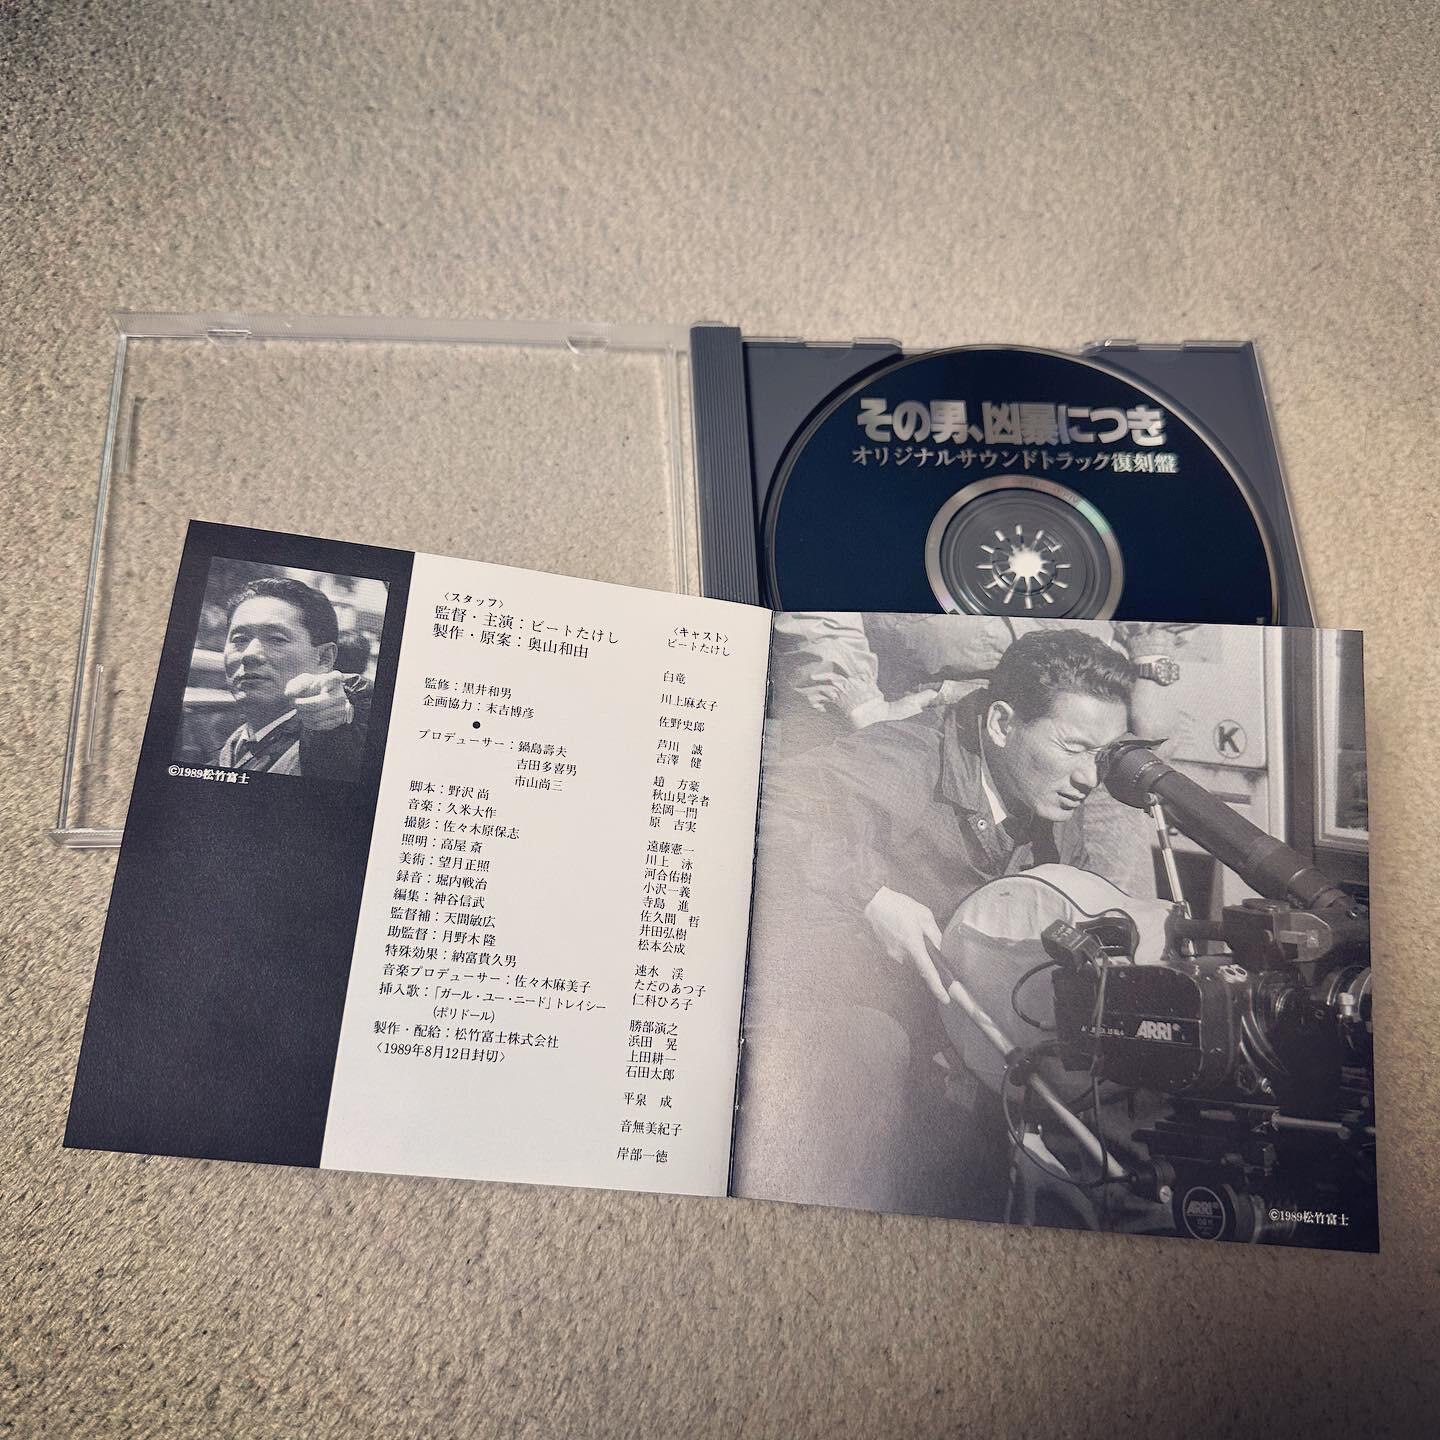 その男、凶暴につき
オリジナルサウンドトラック復刻盤
©1989松竹富士
〈スタッフ〉
監督・主演：ビートたけし
製作・原案：奥山和由
監修：黒井和男
企画協力：末吉博彦
●
プロデューサー：鍋島壽夫
吉田多喜男
市山尚三
脚本：野沢 尚
音楽：久米大作
撮影：佐々木原保志
照明：高屋 斎
美術：望月正照
録音：堀内戦治
編集：神谷信武
監督補：天間敏広
助監督：月野木 隆
特殊効果：納富貴久男
音楽プロデューサー：佐々木麻美子
挿入歌：「ガール・ユー・ニード」トレイシー
(ポリドール)
製作・配給：松竹富士株式会社
〈1989年8月12日封切〉
〈キャスト〉
ビートたけし
白竜
川上麻衣子
佐野史郎
芦川 誠
吉澤 健
趙 方豪
秋山見学者
松岡一門
原 吉実
遠藤憲一
川上 泳
河合佑樹
小沢一義
寺島 進
佐久間 哲
井田弘樹
松本公成
速水 渓
ただのあつ子
仁科ひろ子
勝部演之
浜田 晃
上田耕一
石田太郎
平泉 成
音無美紀子
岸部一徳
K
ARRI
ARRI
©1989松竹富士